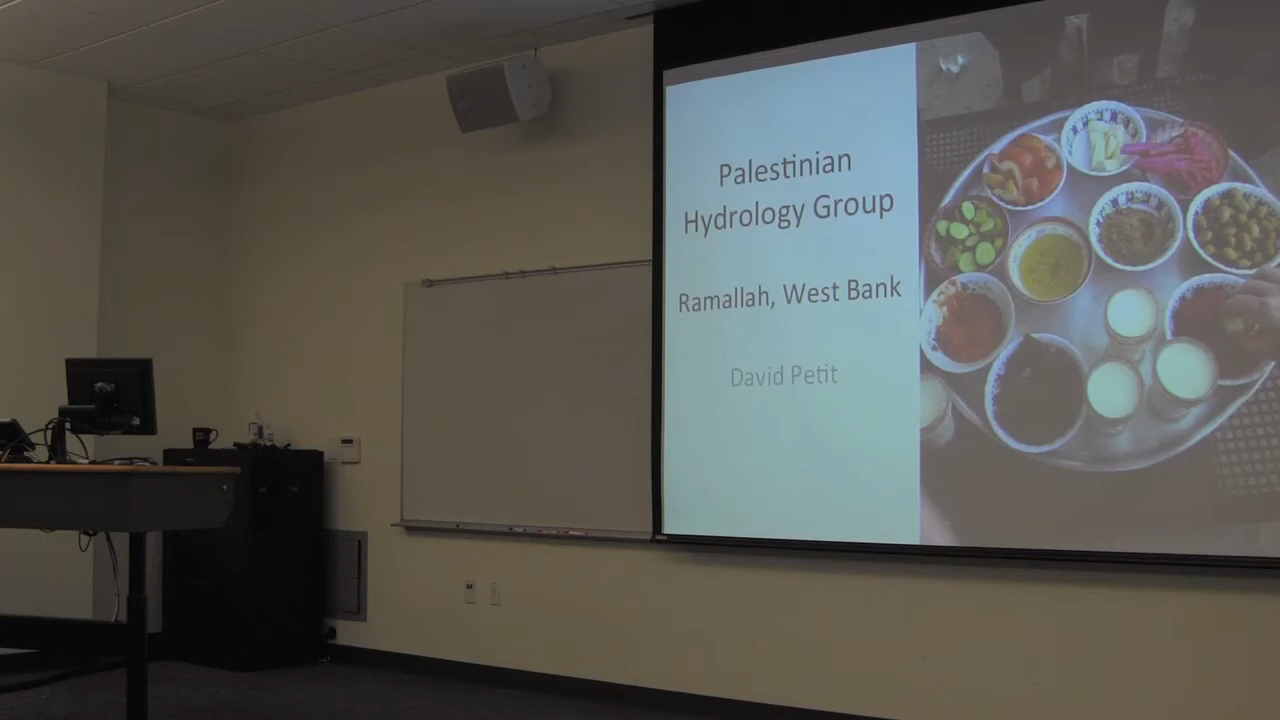 Palestinian
Hydrology Group
Ramallah, West Bank
David Petit